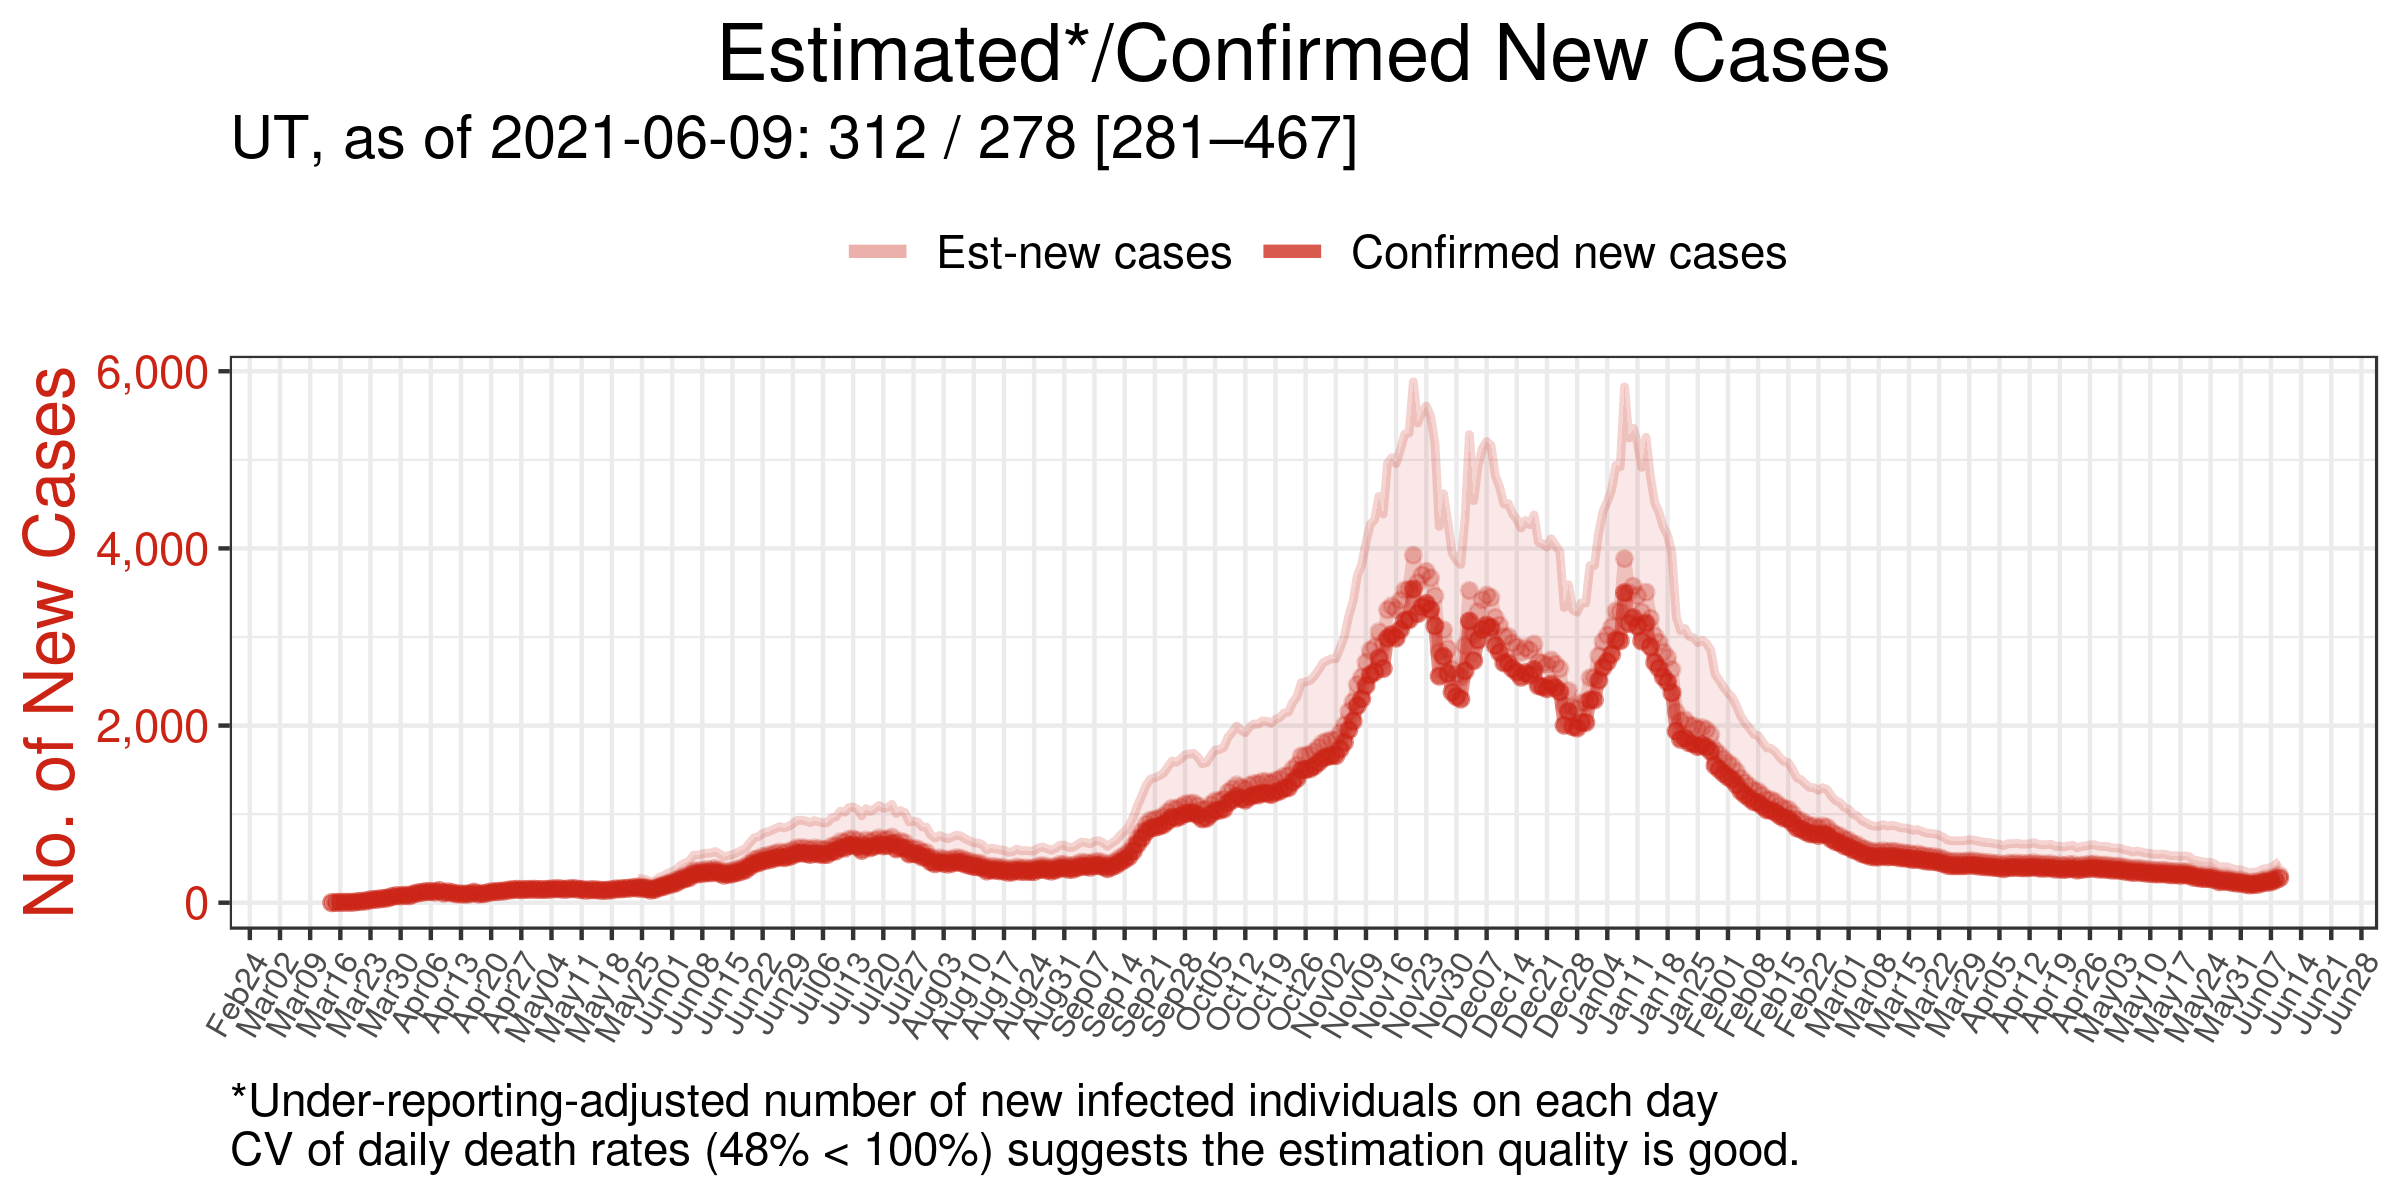 Estimated*/Confirmed New Cases
UT, as of 2021-06-09: 312 / 278 [281–467]
Est-new cases Confirmed new cases
No. of New Cases
6,000
4,000
2,000
0
Feb24 Mar02 Mar09 Mar16 Mar23 Mar30 Apr06 Apr13 Apr20 Apr27 May04 May11 May18 May25 Jun01 Jun08 Jun15 Jun22 Jun29 Jul06 Jul13 Jul20 Jul27 Aug03 Aug10 Aug17 Aug24 Aug31 Sep07 Sep14 Sep21 Sep28 Oct05 Oct12 Oct19 Oct26 Nov02 Nov09 Nov16 Nov23 Nov30 Dec07 Dec14 Dec21 Dec28 Jan04 Jan11 Jan18 Jan25 Feb01 Feb08 Feb15 Feb22 Mar01 Mar08 Mar15 Mar22 Mar29 Apr05 Apr12 Apr19 Apr26 May03 May10 May17 May24 May31 Jun07 Jun14 Jun21 Jun28
*Under-reporting-adjusted number of new infected individuals on each day
CV of daily death rates (48% < 100%) suggests the estimation quality is good.